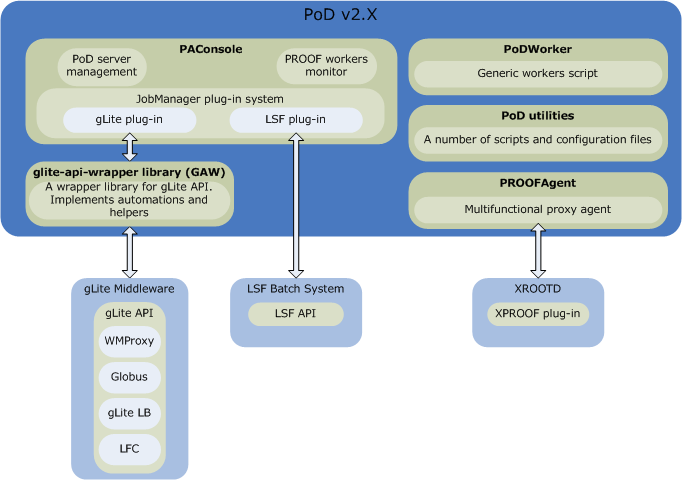 PoD v2.X
PAConsole
PoD server
management
PROOF workers
monitor
JobManager plug-in system
gLite plug-in
LSF plug-in
glite-api-wrapper library (GAW)
A wrapper library for gLite API.
Implements automations and
helpers
PoDWorker
Generic workers script
PoD utilities
A number of scripts and configuration files
PROOFAgent
Multifunctional proxy agent
gLite Middleware
gLite API
WMProxy
Globus
gLite LB
LFC
LSF Batch System
LSF API
XROOTD
XPROOF plug-in